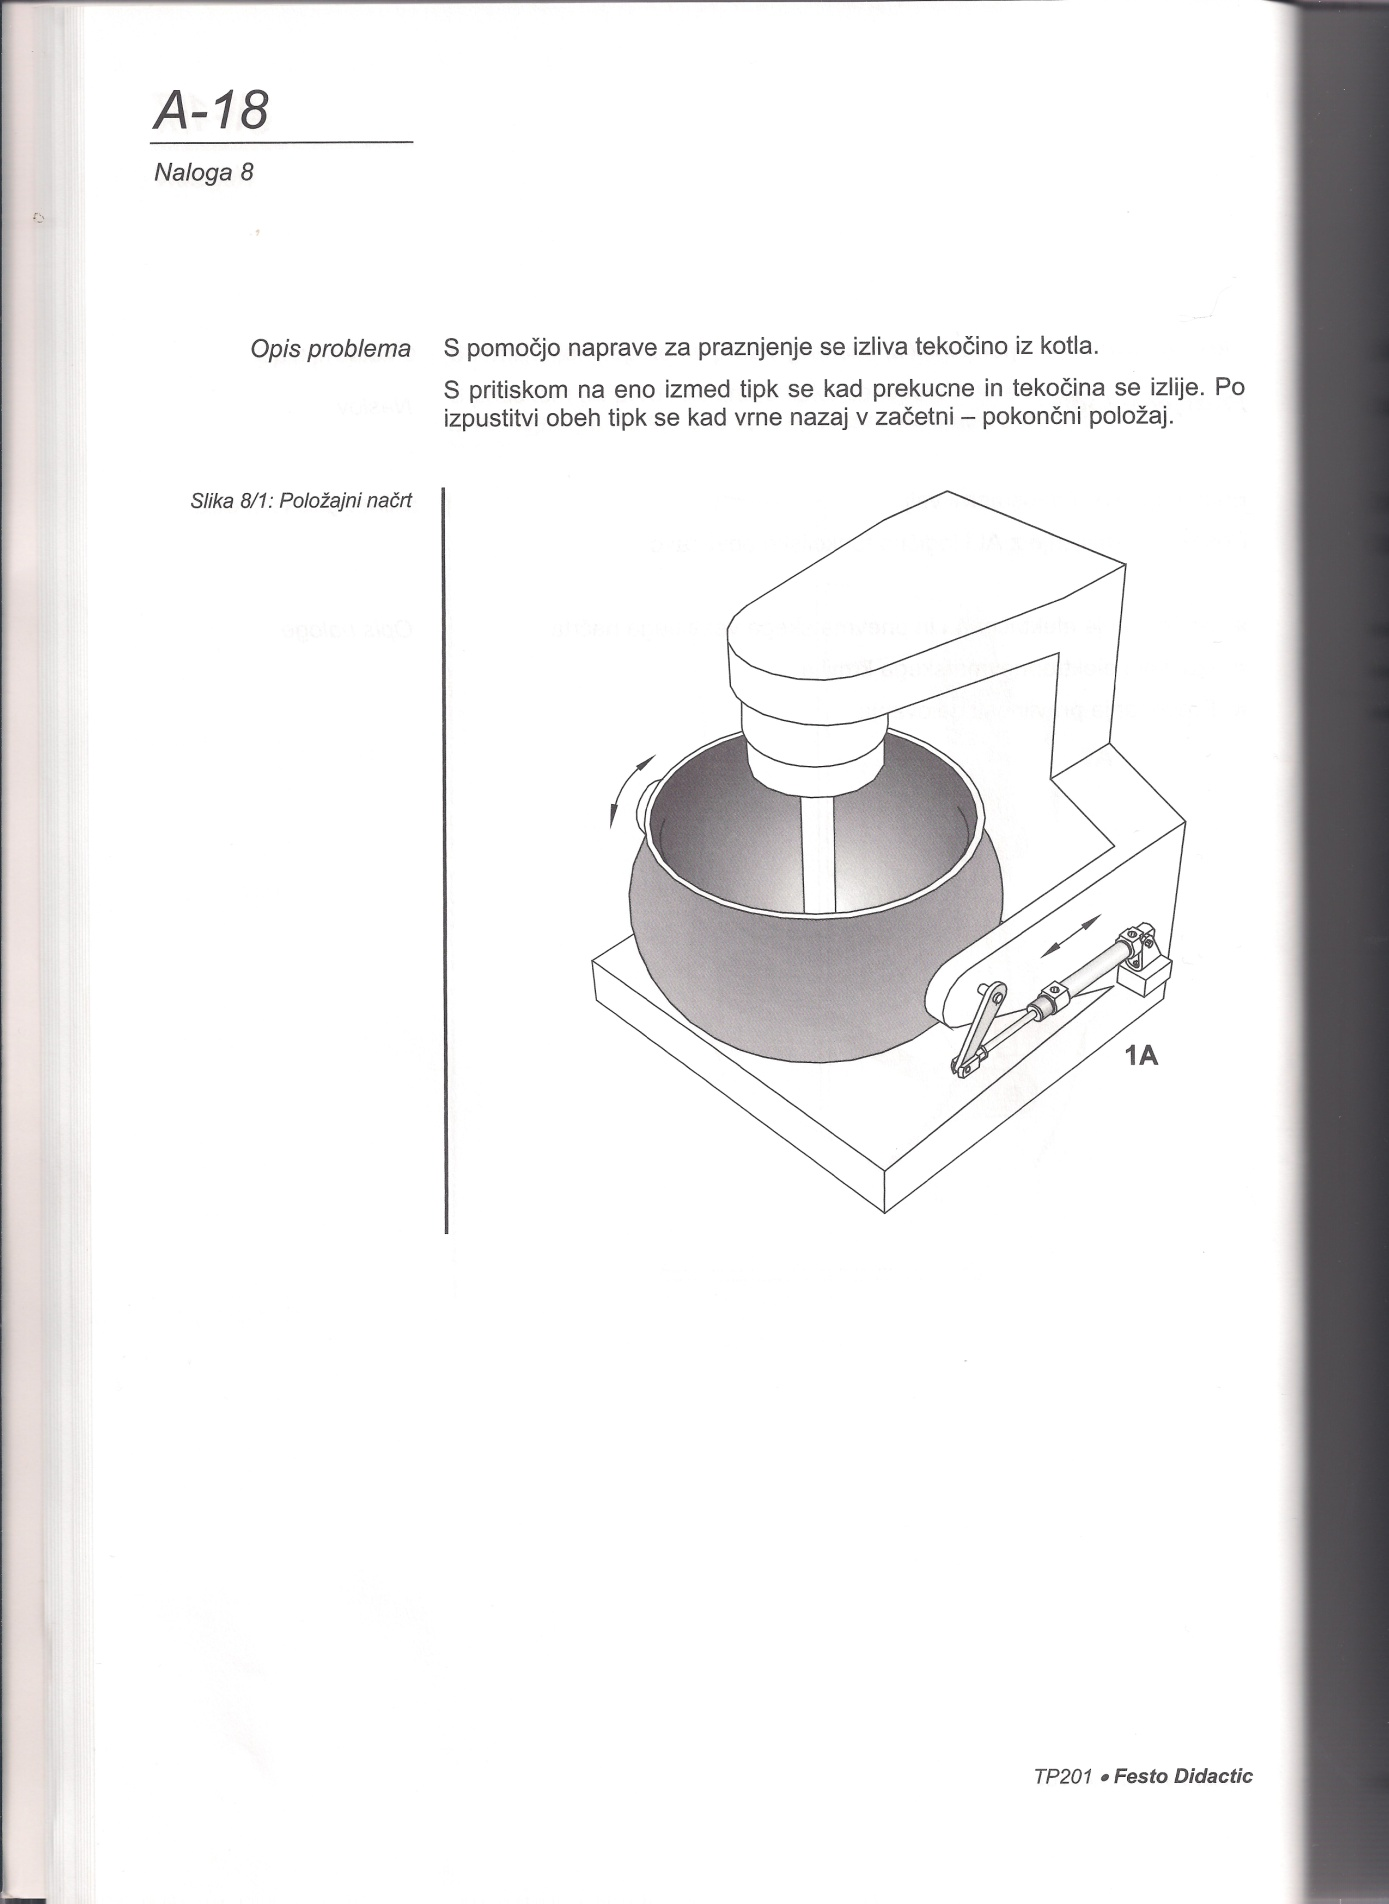 A-18
Naloga 8
Opis problema
S pomočjo naprave za praznjenje se izliva tekočino iz kotla.
S pritiskom na eno izmed tipk se kad prekucne in tekočina se izlije. Po
izpustitvi obeh tipk se kad vrne nazaj v začetni – pokončni položaj.
Slika 8/1: Položajni načrt
1A
TP201 • Festo Didactic